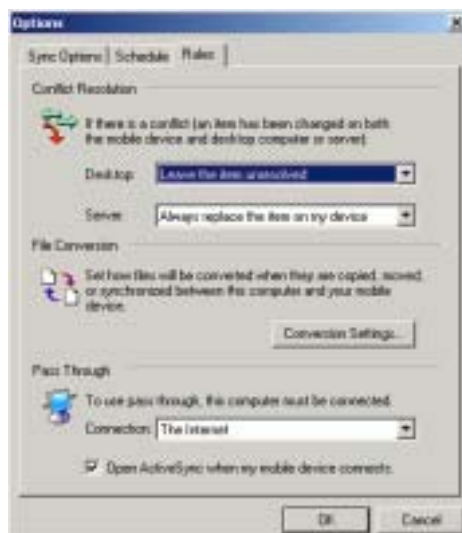 Options
Sync Options Schedule Rules
Conflict Resolution
If there is a conflict (an item has been changed on both
the mobile device and desktop computer or server):
Desktop: Leave the item unresolved
Server: Always replace the item on my device
File Conversion
Set how files will be converted when they are copied, moved,
or synchronized between this computer and your mobile
device.
Conversion Settings...
Pass Through
To use pass through, this computer must be connected.
Connection: The Internet
Open ActiveSync when my mobile device connects.
OK Cancel